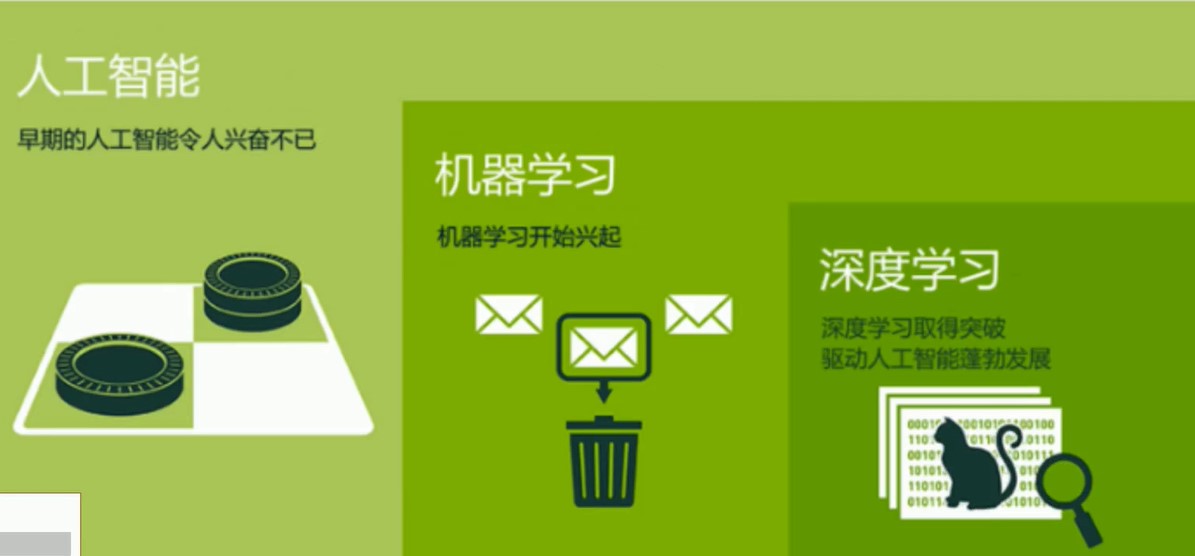 人工智能
早期的人工智能令人兴奋不已
机器学习
机器学习开始兴起
深度学习
深度学习取得突破
驱动人工智能蓬勃发展